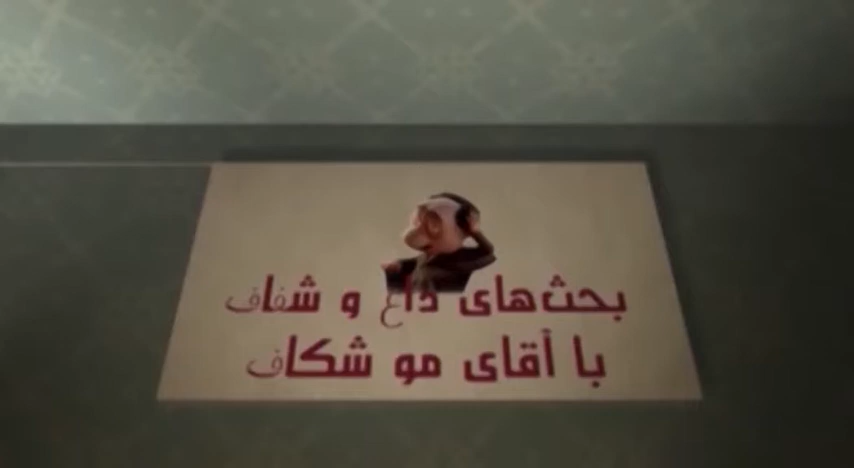 بحث‌های داغ و شفاف
با آقای مو شکاف